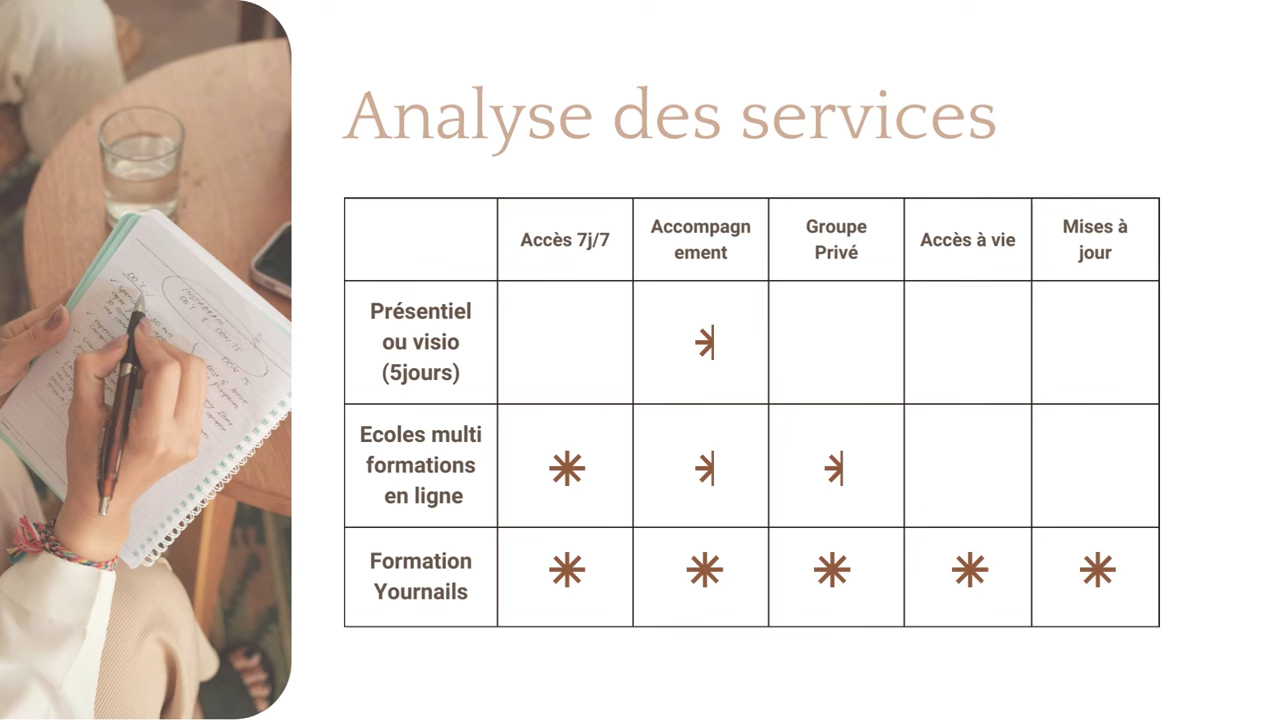 Analyse des services
Accès 7j/7
Accompagn
ement
Groupe
Privé
Accès à vie
Mises à
jour
Présentiel
ou visio
(5jours)
Ecoles multi
formations
en ligne
Formation
Yournails